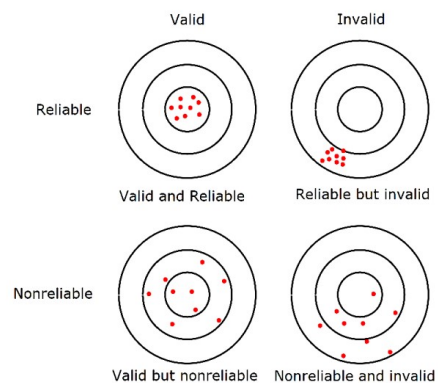 Valid
Invalid
Reliable
Valid and Reliable
Reliable but invalid
Nonreliable
Valid but nonreliable
Nonreliable and invalid